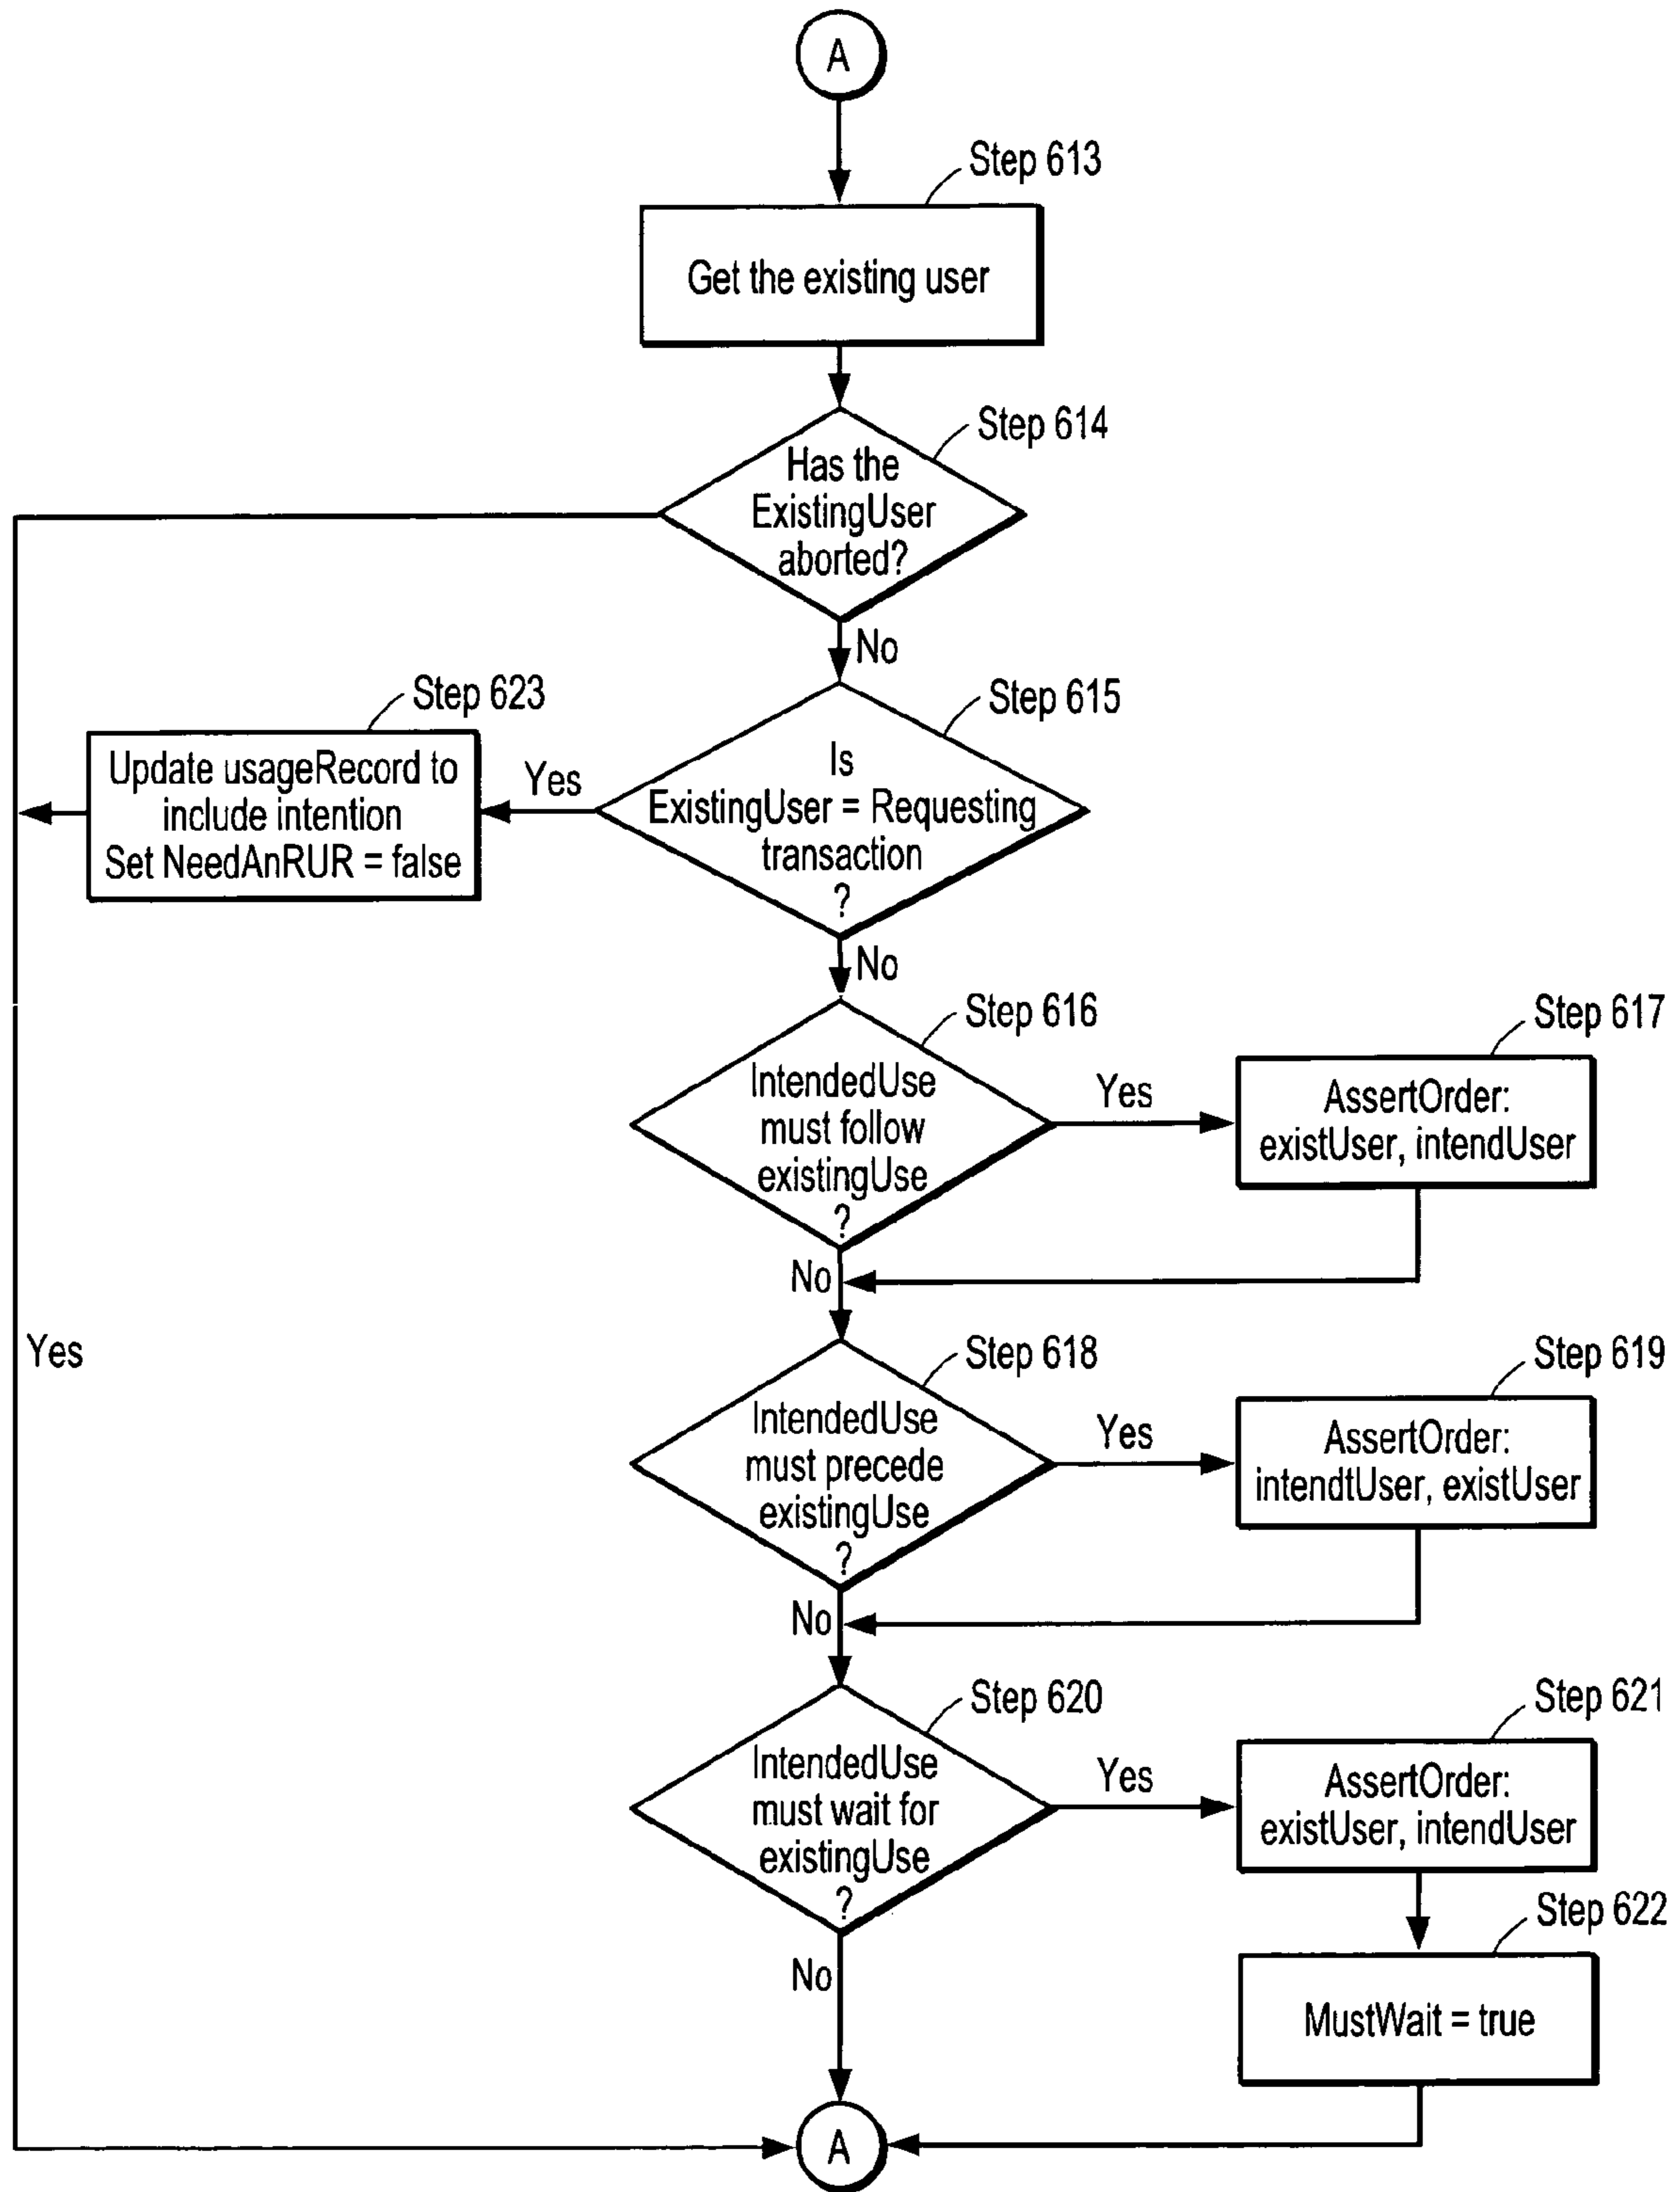 A
Step 613
Get the existing user
Step 614
Has the
ExistingUser
aborted?
No
Step 623
Update usageRecord to
include intention
Set NeedAnRUR = false
Yes
Step 615
Is
ExistingUser = Requesting
transaction
?
No
Step 616
IntendedUse
must follow
existingUse
?
Yes
Step 617
AssertOrder:
existUser, intendUser
No
Yes
Step 618
IntendedUse
must precede
existingUse
?
Yes
Step 619
AssertOrder:
intendtUser, existUser
No
Step 620
IntendedUse
must wait for
existingUse
?
Yes
Step 621
AssertOrder:
existUser, intendUser
Step 622
MustWait = true
No
A